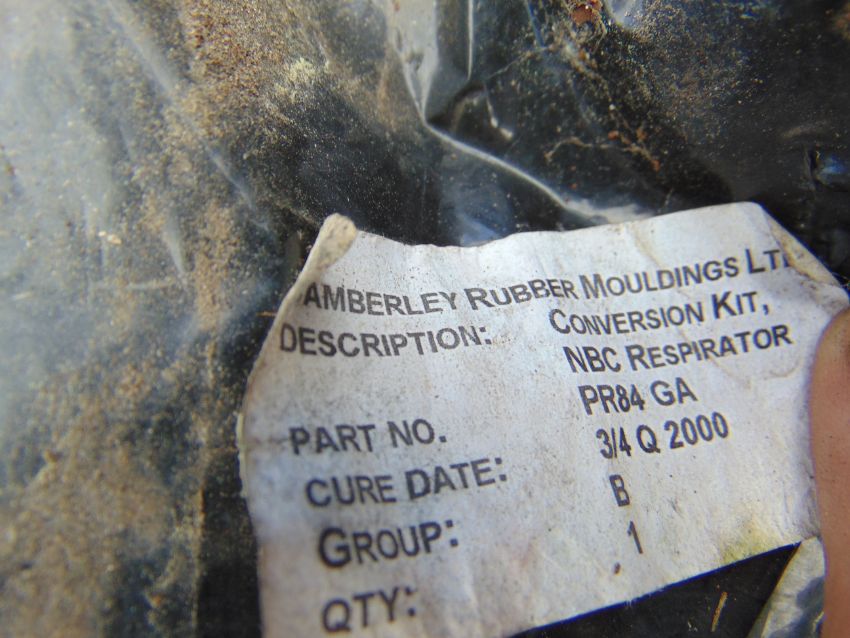 AMBERLEY RUBBER MOULDINGS LT
DESCRIPTION: CONVERSION KIT,
NBC RESPIRATOR
PART NO. PR84 GA
CURE DATE: 3/4 Q 2000
GROUP: B
QTY: 1